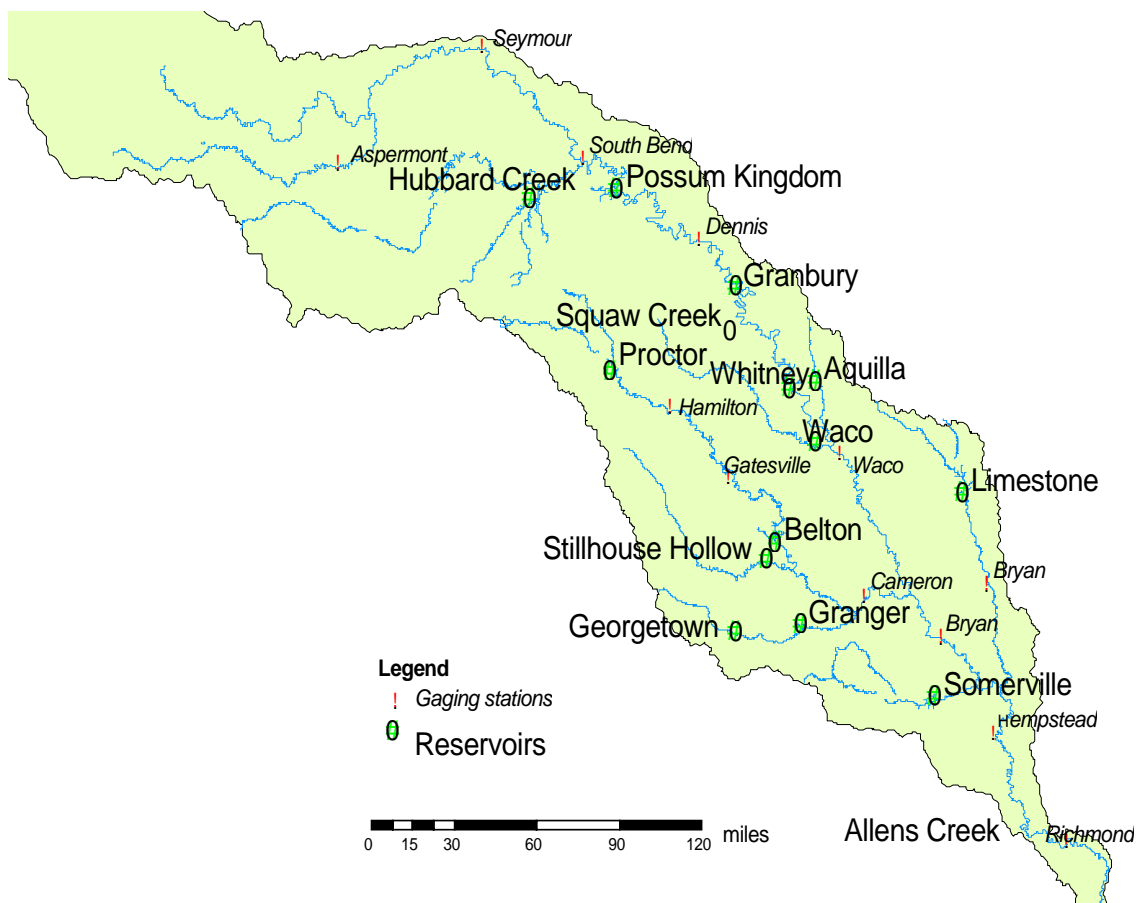 Seymour
Aspermont
South Bend
Hubbard Creek
Possum Kingdom
Dennis
Granbury
Squaw Creek
Proctor
Whitney
Aquilla
Hamilton
Waco
Waco
Gatesville
Limestone
Belton
Stillhouse Hollow
Cameron
Bryan
Granger
Georgetown
Bryan
Legend
Gaging stations
Somerville
Reservoirs
Hempstead
Allens Creek
Richmond
miles
0 15 30 60 90 120